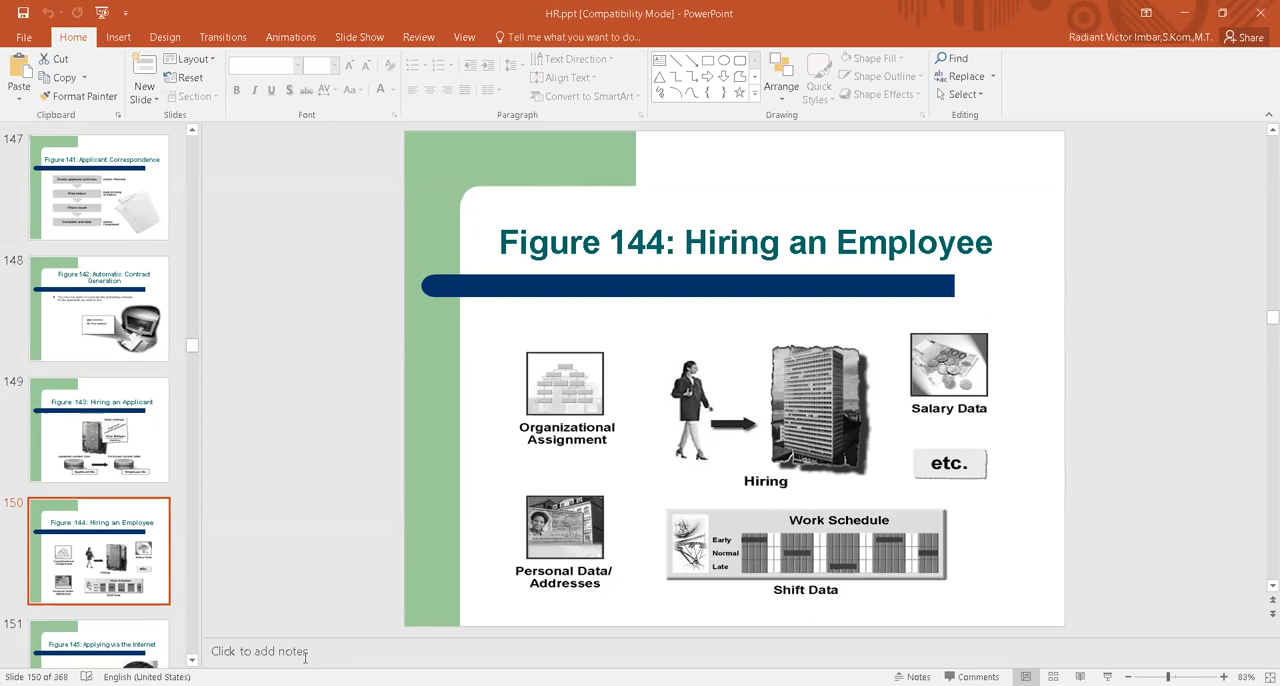 HR.ppt [Compatibility Mode] - PowerPoint
File Home Insert Design Transitions Animations Slide Show Review View Tell me what you want to do... Radiant Victor Imbar,S.Kom.,M.T. Share
Paste
Cut
Copy
Format Painter
Clipboard
New
Slide
Layout
Reset
Section
Slides
B I U S abc AV Aa A
Font
Text Direction
Align Text
Convert to SmartArt
Paragraph
Arrange
Quick
Styles
Shape Fill
Shape Outline
Shape Effects
Drawing
Find
Replace
Select
Editing
147
Figure 141: Applicant Correspondence
148
Figure 142: Automatic Contract
Generation
149
Figure 143: Hiring an Applicant
150
Figure 144: Hiring an Employee
151
Figure 145: Applying via the Internet
Figure 144: Hiring an Employee
Organizational
Assignment
Hiring
Salary Data
etc.
Personal Data/
Addresses
Work Schedule
Early
Normal
Late
Shift Data
Click to add notes
Slide 150 of 368 English (United States) Notes Comments 83%